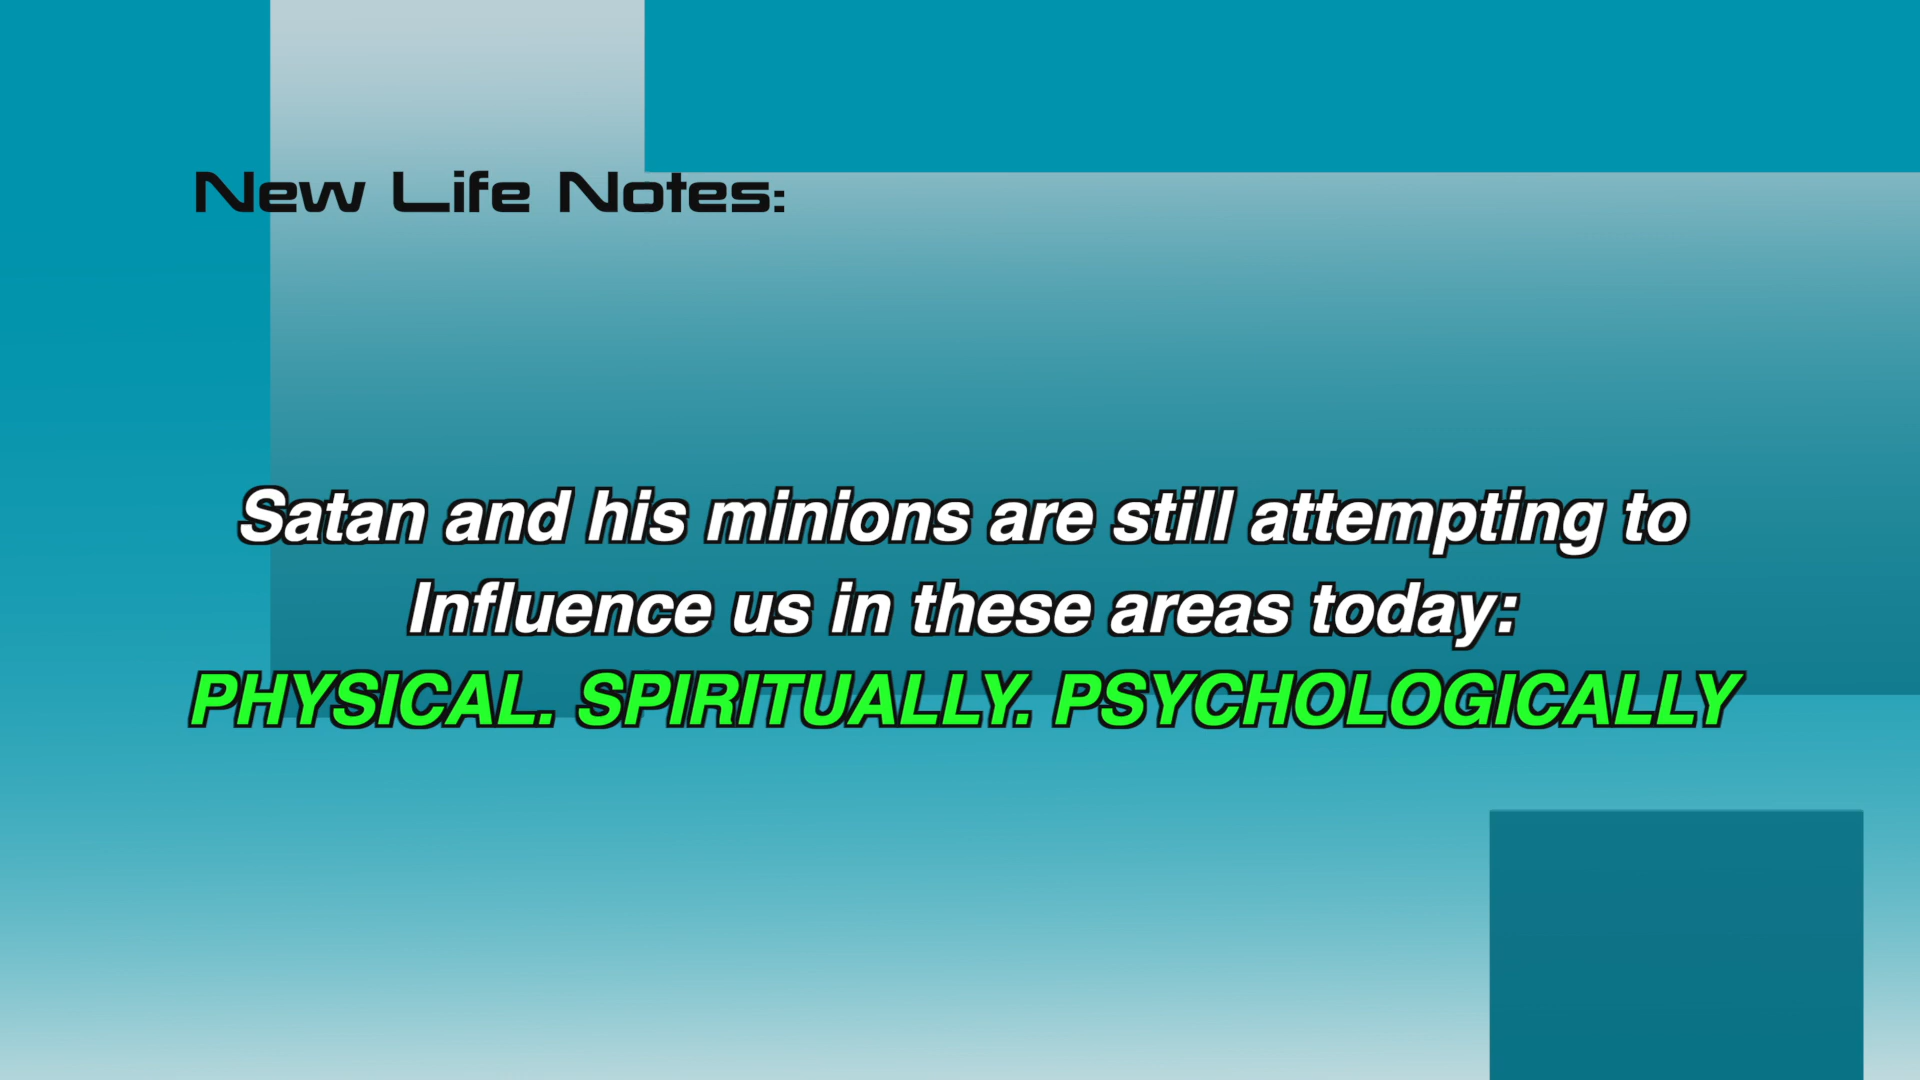 New Life Notes:
Satan and his minions are still attempting to
Influence us in these areas today:
PHYSICAL. SPIRITUALLY. PSYCHOLOGICALLY